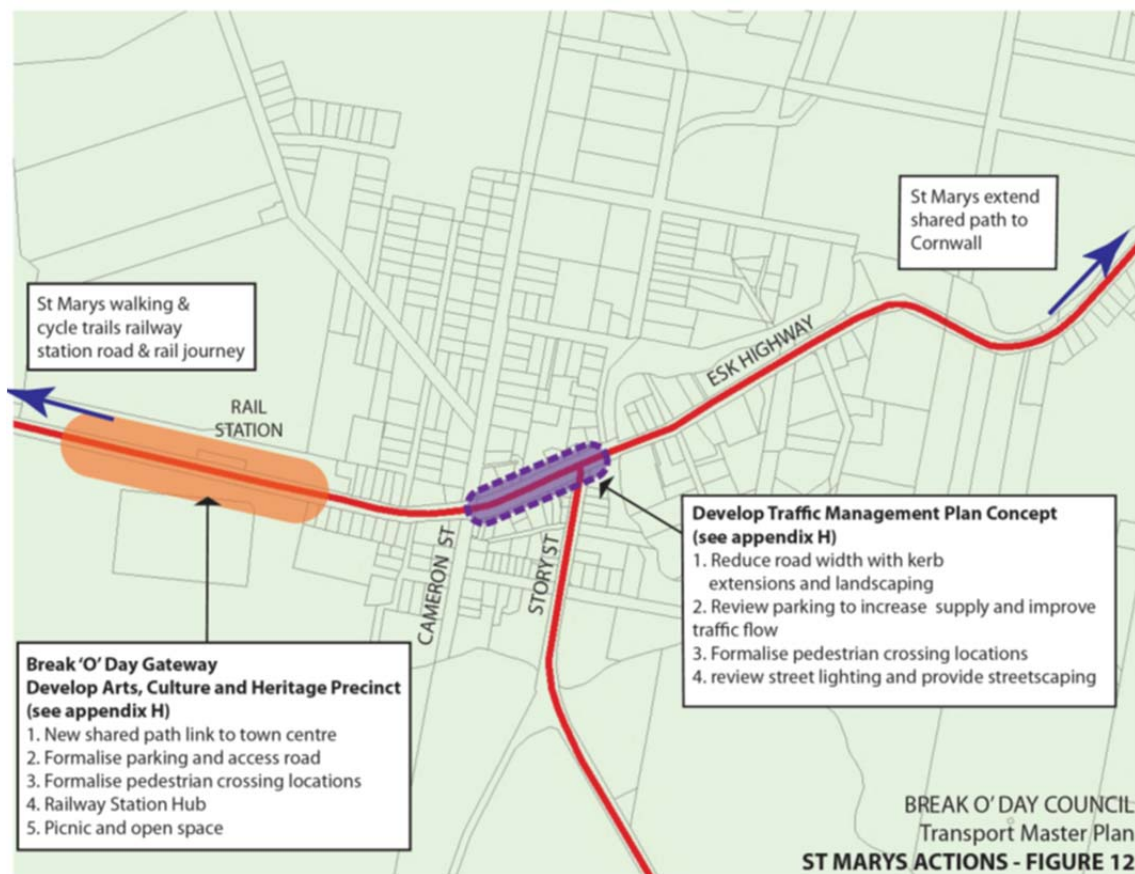 St Marys extend
shared path to
Cornwall
St Marys walking &
cycle trails railway
station road & rail journey
ESK HIGHWAY
RAIL
STATION
CAMERON ST
STORY ST
Develop Traffic Management Plan Concept
(see appendix H)
1. Reduce road width with kerb
extensions and landscaping
2. Review parking to increase supply and improve
traffic flow
3. Formalise pedestrian crossing locations
4. review street lighting and provide streetscaping
Break ‘O’ Day Gateway
Develop Arts, Culture and Heritage Precinct
(see appendix H)
1. New shared path link to town centre
2. Formalise parking and access road
3. Formalise pedestrian crossing locations
4. Railway Station Hub
5. Picnic and open space
BREAK O’ DAY COUNCIL
Transport Master Plan
ST MARYS ACTIONS - FIGURE 12